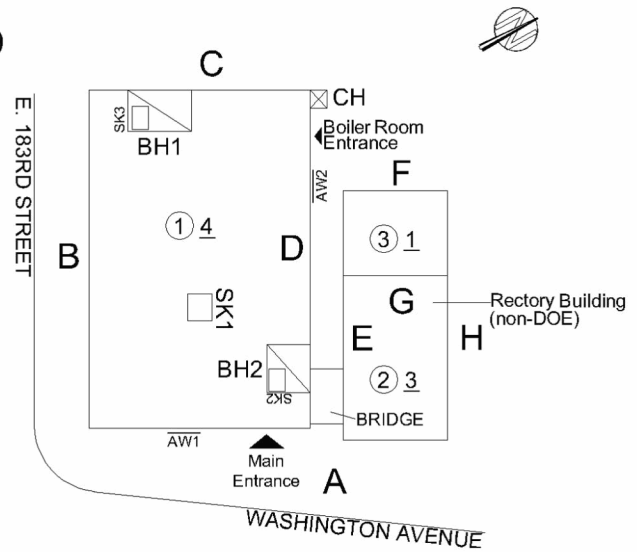 C
SK3
BH1
CH
Boiler Room
Entrance
E. 183RD STREET
AW2
F
1 4
B
D
3 1
SK1
G
Rectory Building
(non-DOE)
E
H
BH2
SK2
2 3
BRIDGE
AW1
Main
Entrance
A
WASHINGTON AVENUE